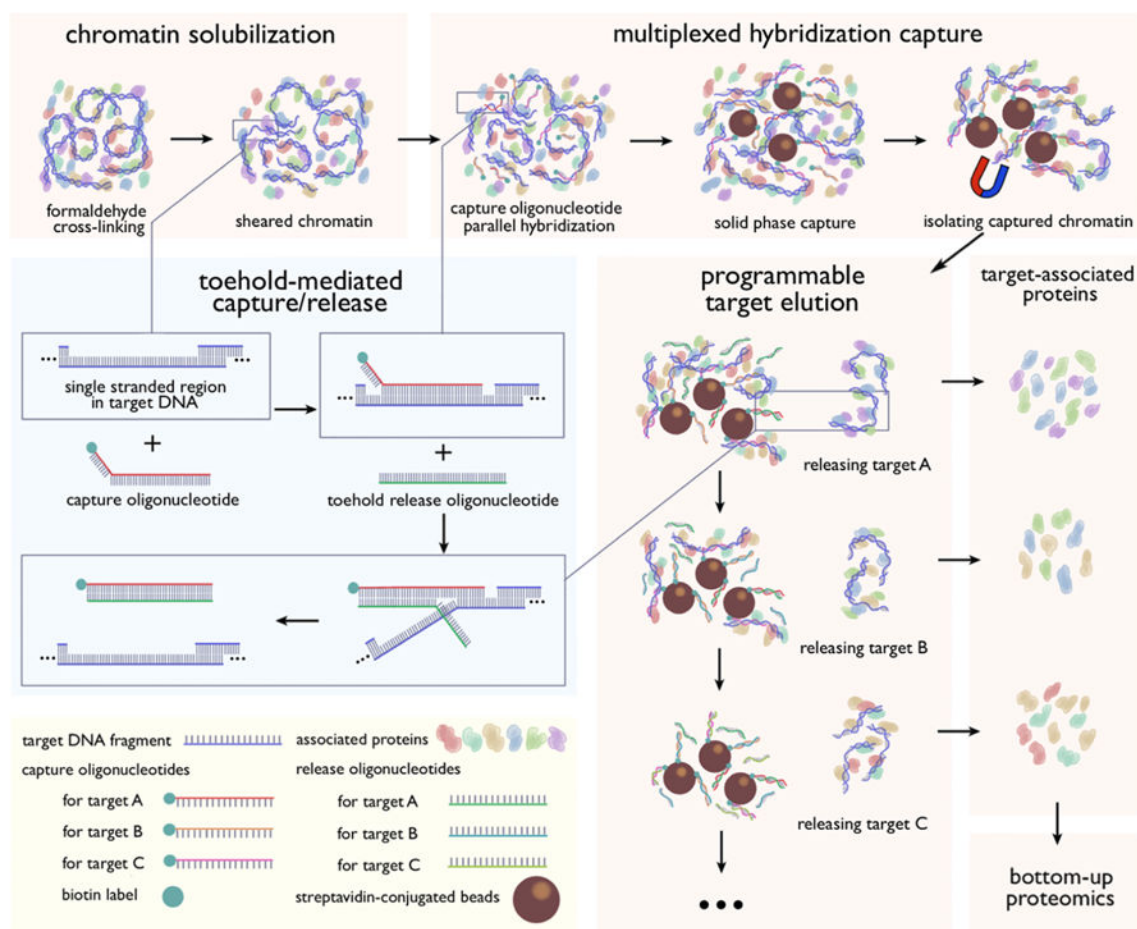 chromatin solubilization
multiplexed hybridization capture
formaldehyde
cross-linking
sheared chromatin
capture oligonucleotide
parallel hybridization
solid phase capture
isolating captured chromatin
toehold-mediated
capture/release
single stranded region
in target DNA
+
capture oligonucleotide
+
toehold release oligonucleotide
programmable
target elution
target-associated
proteins
releasing target A
releasing target B
releasing target C
bottom-up
proteomics
target DNA fragment
associated proteins
capture oligonucleotides
release oligonucleotides
for target A
for target A
for target B
for target B
for target C
for target C
biotin label
streptavidin-conjugated beads